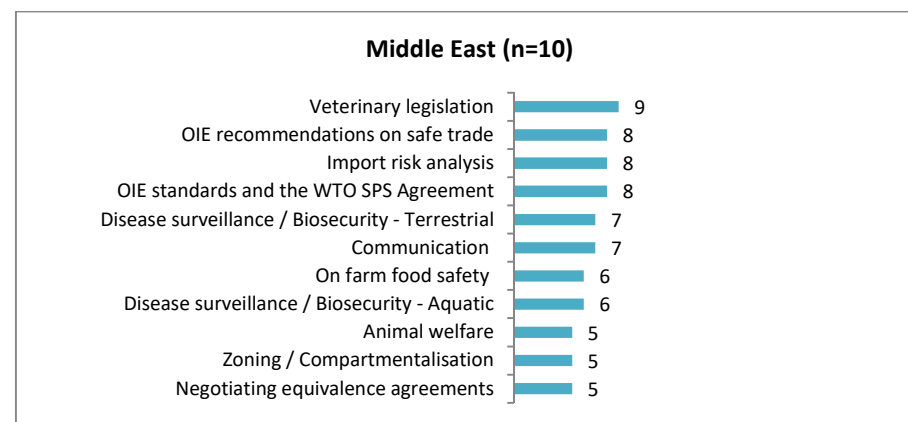 Middle East (n=10)
Veterinary legislation 9
OIE recommendations on safe trade 8
Import risk analysis 8
OIE standards and the WTO SPS Agreement 8
Disease surveillance / Biosecurity - Terrestrial 7
Communication 7
On farm food safety 6
Disease surveillance / Biosecurity - Aquatic 6
Animal welfare 5
Zoning / Compartmentalisation 5
Negotiating equivalence agreements 5